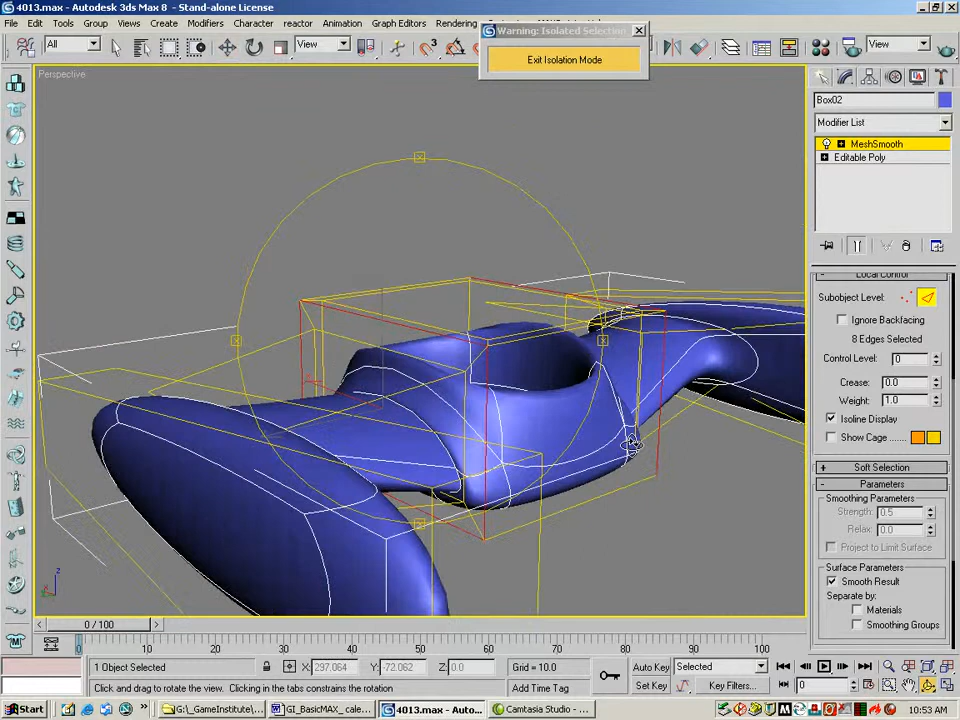 4013.max - Autodesk 3ds Max 8 - Stand-alone License
File Edit Tools Group Views Create Modifiers Character reactor Animation Graph Editors Rendering
Warning: Isolated Selection
Exit Isolation Mode
All
View
View
Perspective
Box02
Modifier List
MeshSmooth
Editable Poly
Local Control
Subobject Level:
Ignore Backfacing
8 Edges Selected
Control Level: 0
Crease: 0.0
Weight: 1.0
Isoline Display
Show Cage ........
+ Soft Selection
- Parameters
Smoothing Parameters
Strength: 0.5
Relax: 0.0
Project to Limit Surface
Surface Parameters
Smooth Result
Separate by:
Materials
Smoothing Groups
z
0 / 100
0 10 20 30 40 50 60 70 80 90 100
1 Object Selected
X: 297.064 Y: -72.062 Z: 0.0
Grid = 10.0
Auto Key Selected
Click and drag to rotate the view. Clicking in the tabs constrains the rotation
Add Time Tag
Set Key Key Filters... 0
Start
G:\_GameInstitute\...
GI_BasicMAX_ cale...
4013.max - Auto...
Camtasia Studio - ...
10:53 AM